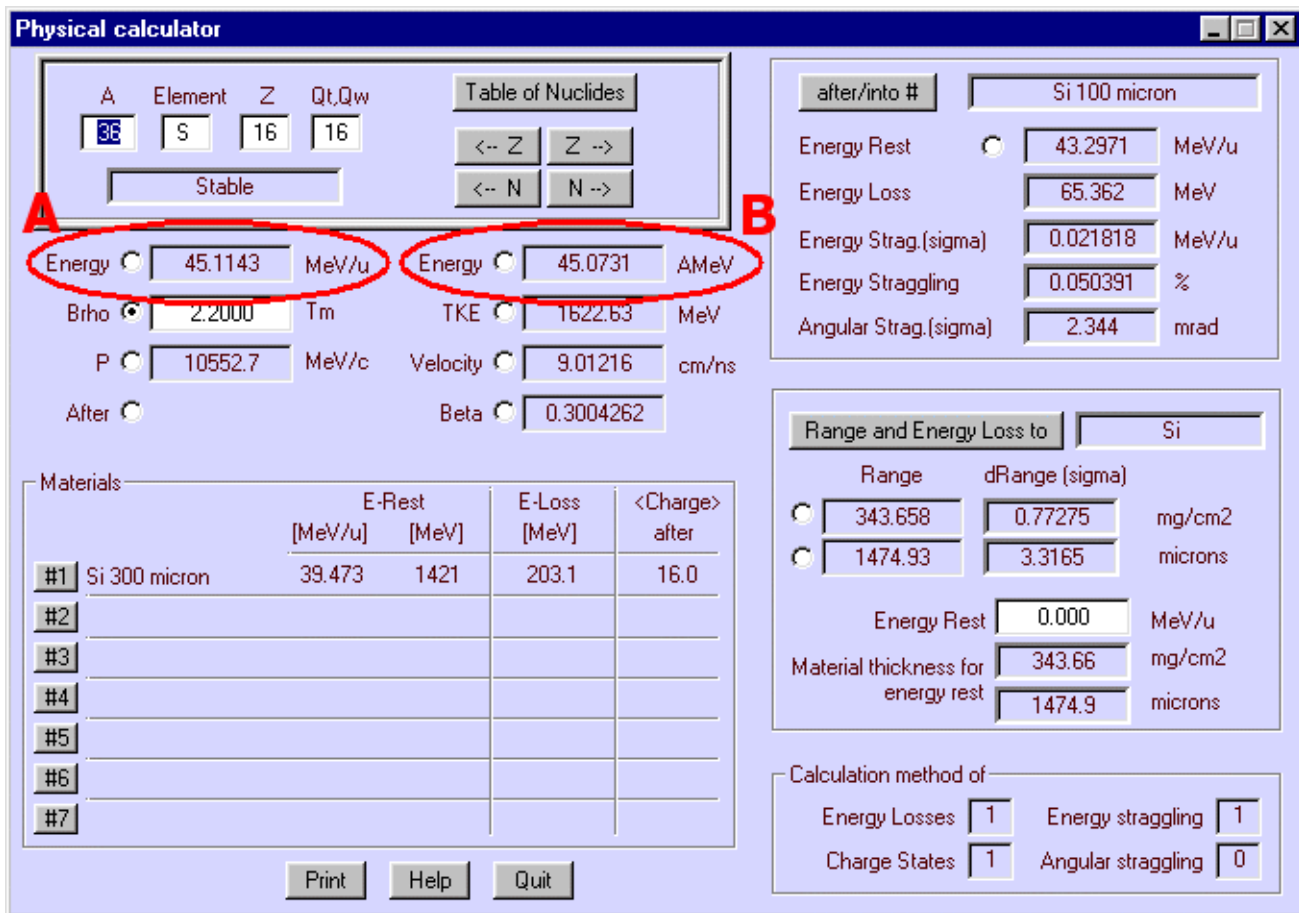 Physical calculator
A Element Z Qt,Qw
36 S 16 16
Stable
Table of Nuclides
<-- Z Z -->
<-- N N -->
A
Energy 45.1143 MeV/u
B
Energy 45.0731 AMeV
Brho 2.2000 Tm
TKE 1622.63 MeV
P 10552.7 MeV/c
Velocity 9.01216 cm/ns
After
Beta 0.3004262
after/into # Si 100 micron
Energy Rest 43.2971 MeV/u
Energy Loss 65.362 MeV
Energy Strag.(sigma) 0.021818 MeV/u
Energy Straggling 0.050391 %
Angular Strag.(sigma) 2.344 mrad
Materials
E-Rest E-Loss <Charge>
[MeV/u] [MeV] [MeV] after
#1 Si 300 micron 39.473 1421 203.1 16.0
#2
#3
#4
#5
#6
#7
Range and Energy Loss to Si
Range dRange (sigma)
343.658 0.77275 mg/cm2
1474.93 3.3165 microns
Energy Rest 0.000 MeV/u
Material thickness for
energy rest
343.66 mg/cm2
1474.9 microns
Calculation method of
Energy Losses 1 Energy straggling 1
Charge States 1 Angular straggling 0
Print Help Quit